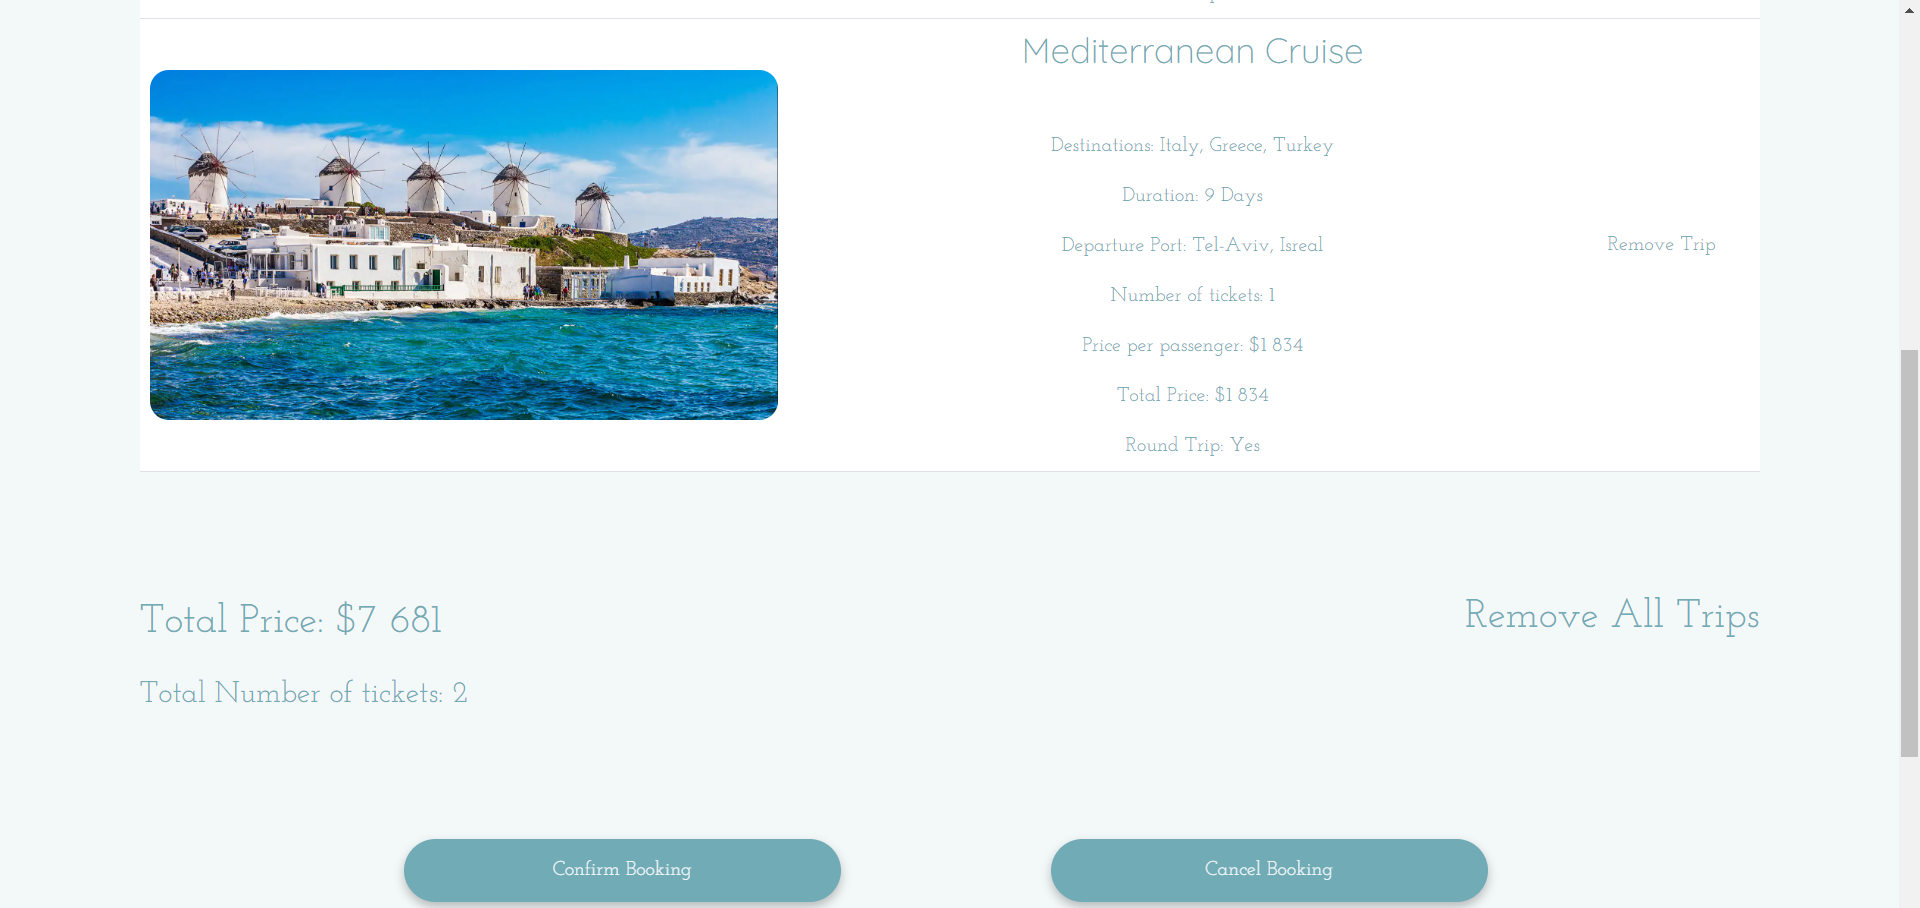 Mediterranean Cruise
Destinations: Italy, Greece, Turkey
Duration: 9 Days
Departure Port: Tel-Aviv, Isreal
Remove Trip
Number of tickets: 1
Price per passenger: $1 834
Total Price: $1 834
Round Trip: Yes
Total Price: $7 681
Remove All Trips
Total Number of tickets: 2
Confirm Booking
Cancel Booking